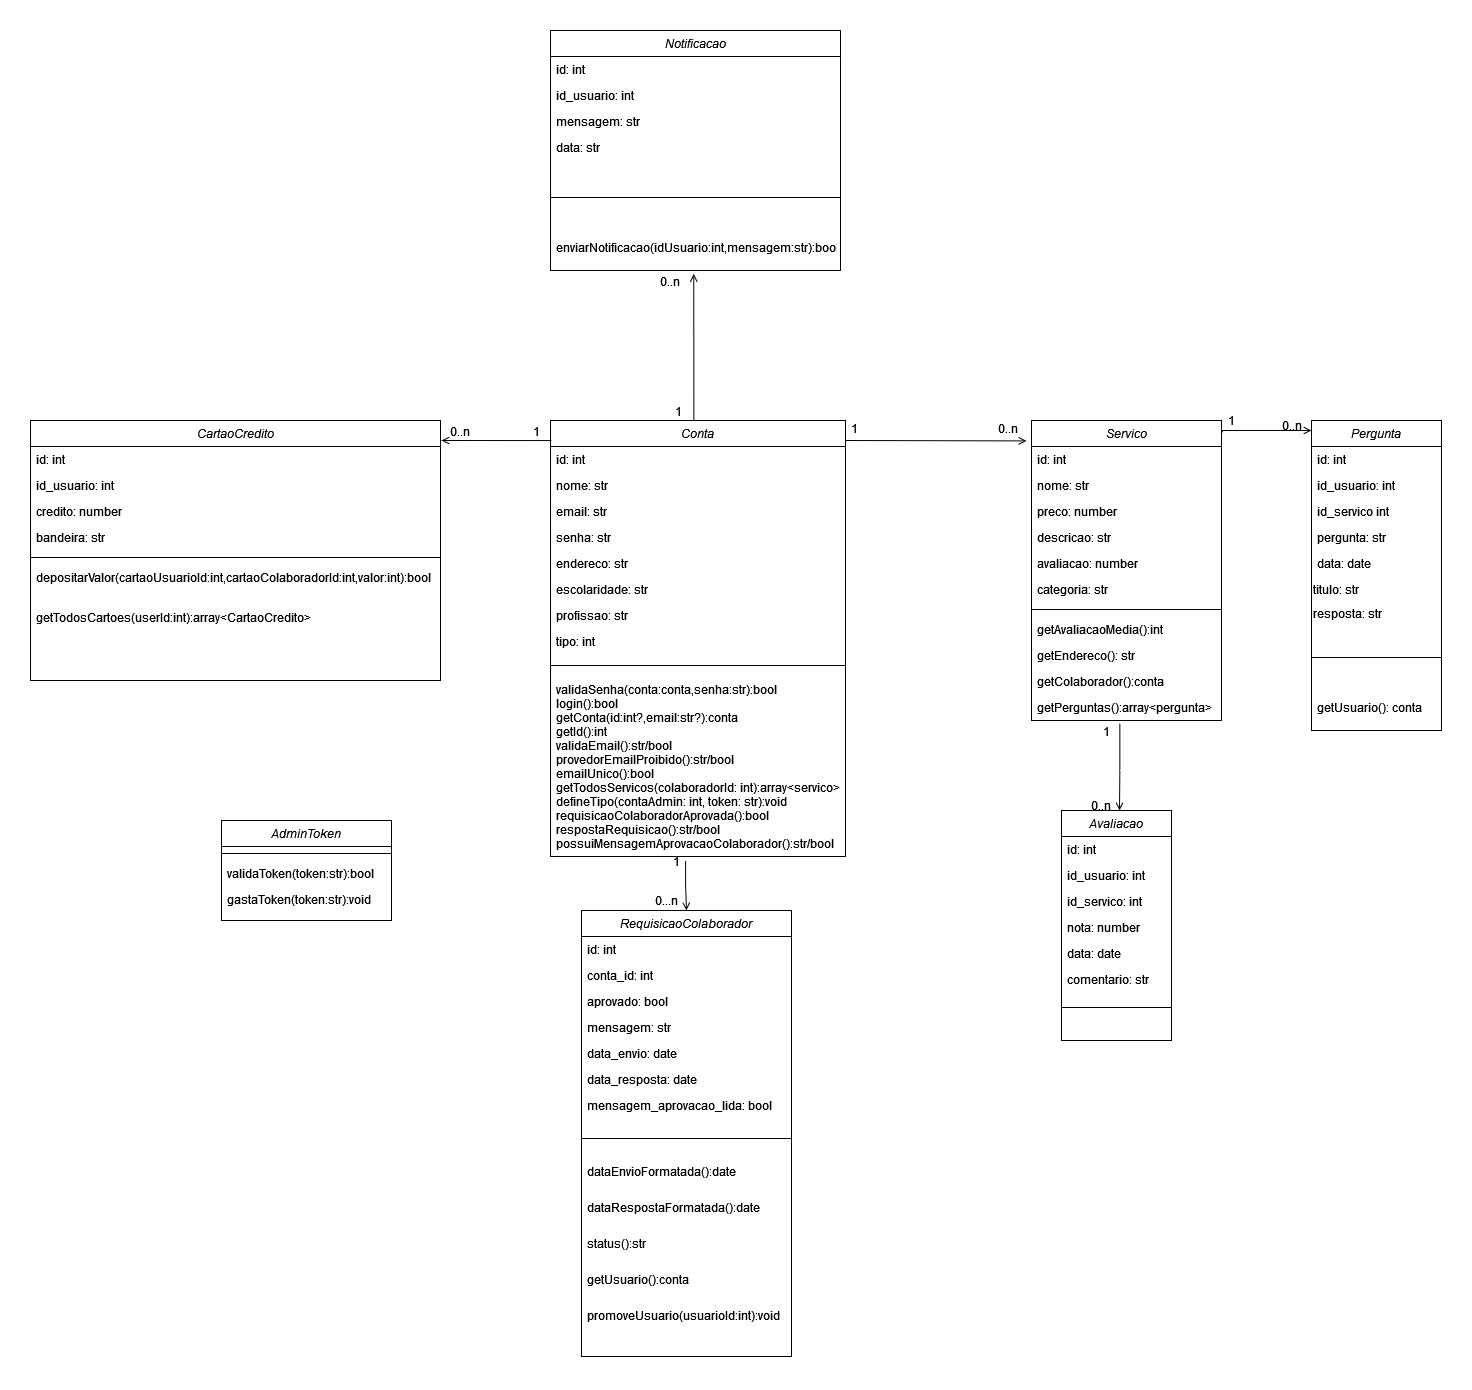 Notificacao
id: int
id_usuario: int
mensagem: str
data: str
enviarNotificacao(idUsuario:int,mensagem:str):boo
0..n
1
CartaoCredito
id: int
id_usuario: int
credito: number
bandeira: str
depositarValor(cartaoUsuarioId:int,cartaoColaboradorId:int,valor:int):bool
getTodosCartoes(userId:int):array<CartaoCredito>
0..n
1
Conta
id: int
nome: str
email: str
senha: str
endereco: str
escolaridade: str
profissao: str
tipo: int
validaSenha(conta:conta,senha:str):bool
login():bool
getConta(id:int?,email:str?):conta
getId():int
validaEmail():str/bool
provedorEmailProibido():str/bool
emailUnico():bool
getTodosServicos(colaboradorId: int):array<servico>
defineTipo(contaAdmin: int, token: str):void
requisicaoColaboradorAprovada():bool
respostaRequisicao():str/bool
possuiMensagemAprovacaoColaborador():str/bool
1
0..n
Servico
id: int
nome: str
preco: number
descricao: str
avaliacao: number
categoria: str
getAvaliacaoMedia():int
getEndereco(): str
getColaborador():conta
getPerguntas():array<pergunta>
1
0..n
Pergunta
id: int
id_usuario: int
id_servico int
pergunta: str
data: date
titulo: str
resposta: str
getUsuario(): conta
1
0..n
Avaliacao
id: int
id_usuario: int
id_servico: int
nota: number
data: date
comentario: str
AdminToken
validaToken(token:str):bool
gastaToken(token:str):void
1
0...n
RequisicaoColaborador
id: int
conta_id: int
aprovado: bool
mensagem: str
data_envio: date
data_resposta: date
mensagem_aprovacao_lida: bool
dataEnvioFormatada():date
dataRespostaFormatada():date
status():str
getUsuario():conta
promoveUsuario(usuarioId:int):void